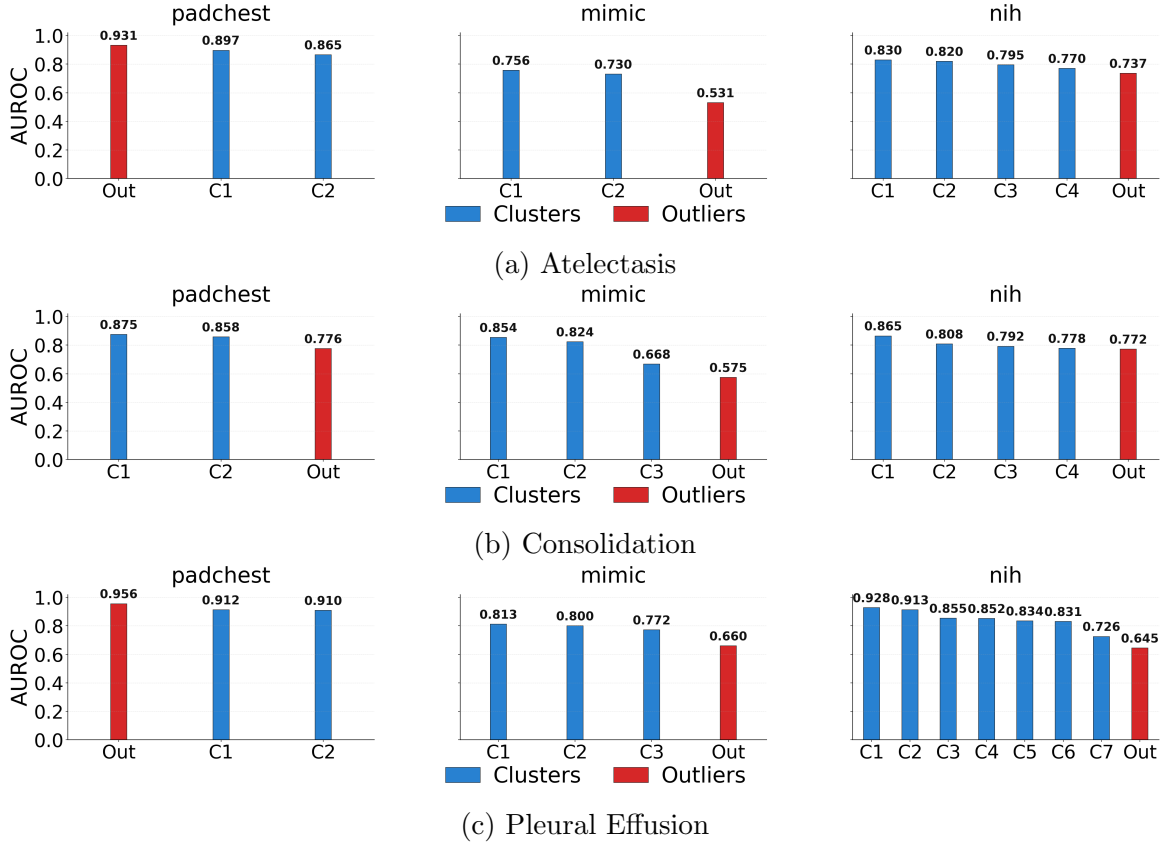 padchest
mimic
nih
AUROC
1.0
0.8
0.6
0.4
0.2
0.0
0.931
0.897
0.865
Out C1 C2
0.756
0.730
0.531
C1 C2 Out
0.830
0.820
0.795
0.770
0.737
C1 C2 C3 C4 Out
Clusters Outliers
(a) Atelectasis
padchest
mimic
nih
AUROC
1.0
0.8
0.6
0.4
0.2
0.0
0.875
0.858
0.776
C1 C2 Out
0.854
0.824
0.668
0.575
C1 C2 C3 Out
0.865
0.808
0.792
0.778
0.772
C1 C2 C3 C4 Out
Clusters Outliers
(b) Consolidation
padchest
mimic
nih
AUROC
1.0
0.8
0.6
0.4
0.2
0.0
0.956
0.912
0.910
Out C1 C2
0.813
0.800
0.772
0.660
C1 C2 C3 Out
0.928
0.913
0.855
0.852
0.834
0.831
0.726
0.645
C1 C2 C3 C4 C5 C6 C7 Out
Clusters Outliers
(c) Pleural Effusion